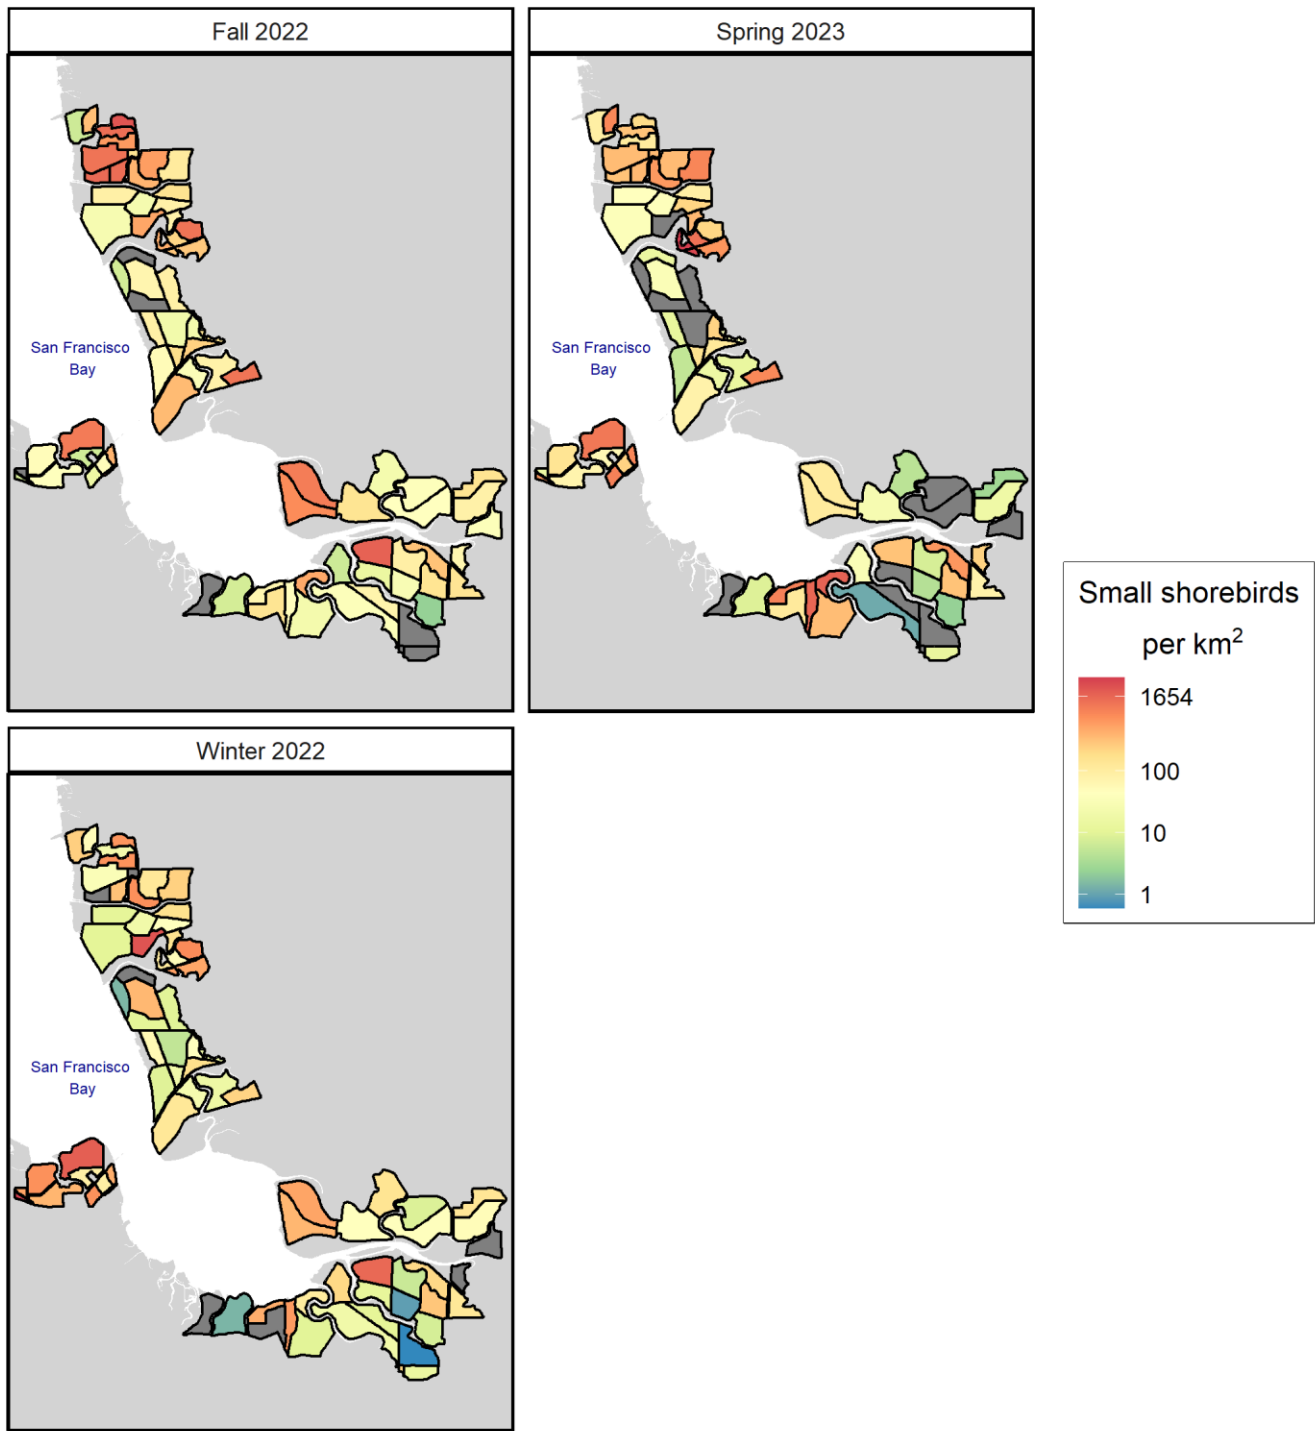 Fall 2022
Spring 2023
San Francisco
Bay
San Francisco
Bay
Winter 2022
San Francisco
Bay
Small shorebirds
per km²
1654
100
10
1